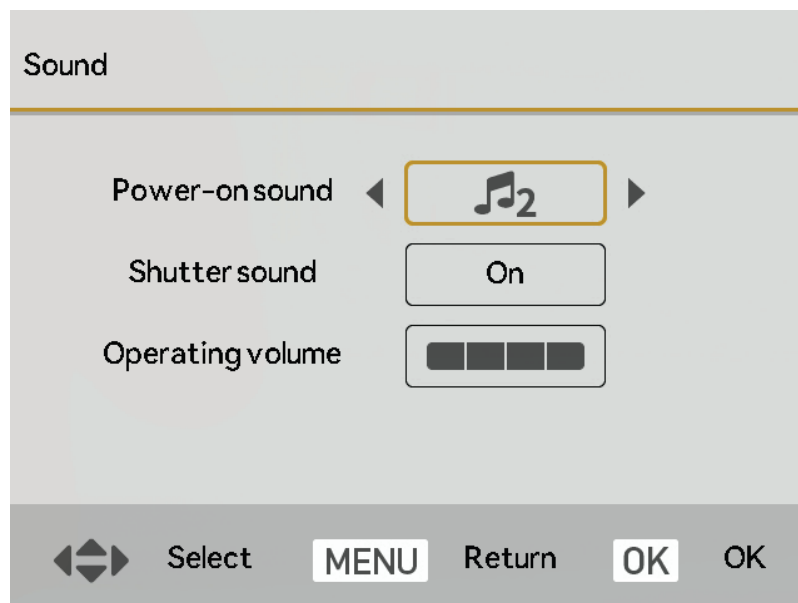 Sound
Power-on sound 2
Shutter sound On
Operating volume
Select MENU Return OK OK